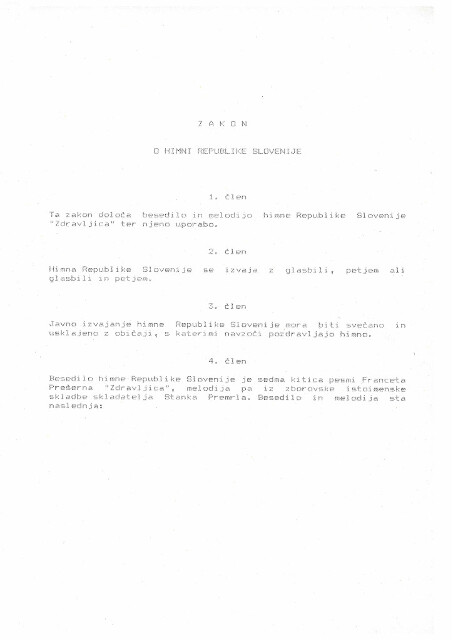 Z A K O N
O HIMNI REPUBLIKE SLOVENIJE
1. člen
Ta zakon določa besedilo in melodijo himne Republike Slovenije
"Zdravljica" ter njeno uporabo.
2. člen
Himna Republike Slovenije se izvaja z glasbili, petjem ali
glasbili in petjem.
3. člen
Javno izvajanje himne Republike Slovenije mora biti svečano in
usklajeno z običaji, s katerimi navzoči pozdravljajo himno.
4. člen
Besedilo himne Republike Slovenije je sedma kitica pesmi Franceta
Prešerna "Zdravljica", melodija pa iz zborovske istoimenske
skladbe skladatelja Stanka Premrla. Besedilo in melodija sta
naslednja: